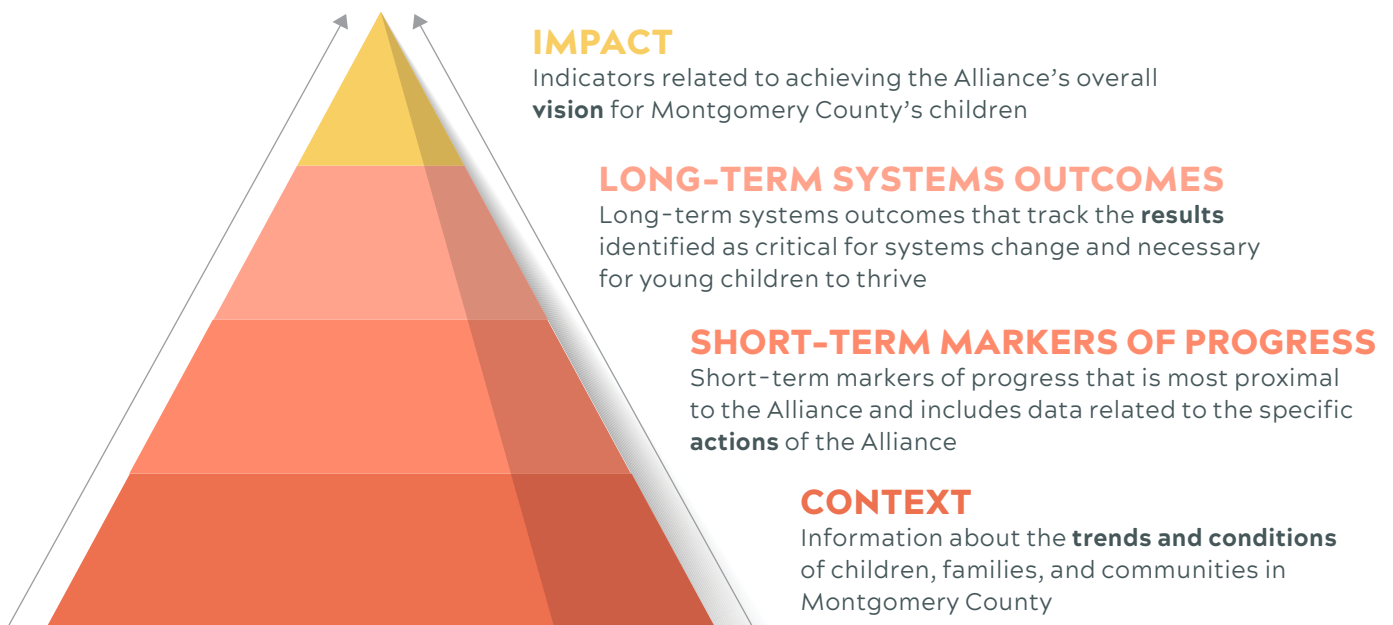 IMPACT
Indicators related to achieving the Alliance’s overall
vision for Montgomery County’s children
LONG-TERM SYSTEMS OUTCOMES
Long-term systems outcomes that track the results
identified as critical for systems change and necessary
for young children to thrive
SHORT-TERM MARKERS OF PROGRESS
Short-term markers of progress that is most proximal
to the Alliance and includes data related to the specific
actions of the Alliance
CONTEXT
Information about the trends and conditions
of children, families, and communities in
Montgomery County